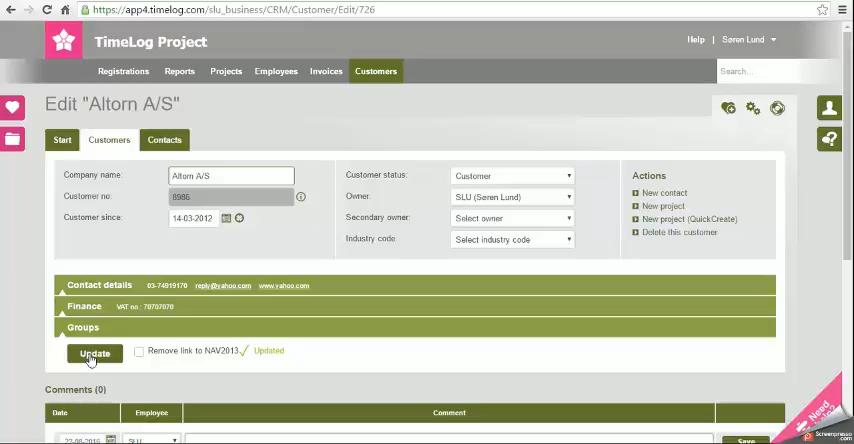 https://app4.timelog.com/slu_business/CRM/Customer/Edit/726
TimeLog Project
Help | Søren Lund
Registrations Reports Projects Employees Invoices Customers
Search...
Edit "Altorn A/S"
Start Customers Contacts
Company name: Altorn A/S Customer status: Customer Actions
Customer no: 8986 Owner: SLU (Søren Lund) New contact
Customer since: 14-03-2012 Secondary owner: Select owner New project
Industry code: Select industry code New project (QuickCreate)
Delete this customer
Contact details 03-74919170 reply@yahoo.com www.yahoo.com
Finance VAT no.: 70707070
Groups
Update Remove link to NAV2013 Updated
Comments (0)
Date Employee Comment
22-08-2016 SLU Save
Need help?
Screenpresso